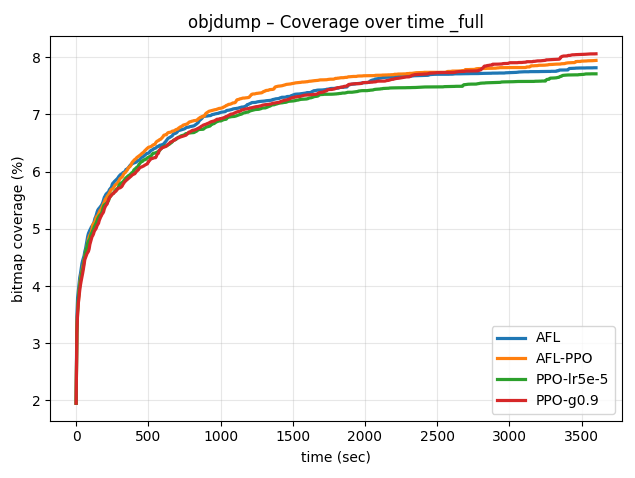 objdump – Coverage over time _full
bitmap coverage (%)
8
7
6
5
4
3
2
0 500 1000 1500 2000 2500 3000 3500
time (sec)
AFL
AFL-PPO
PPO-lr5e-5
PPO-g0.9